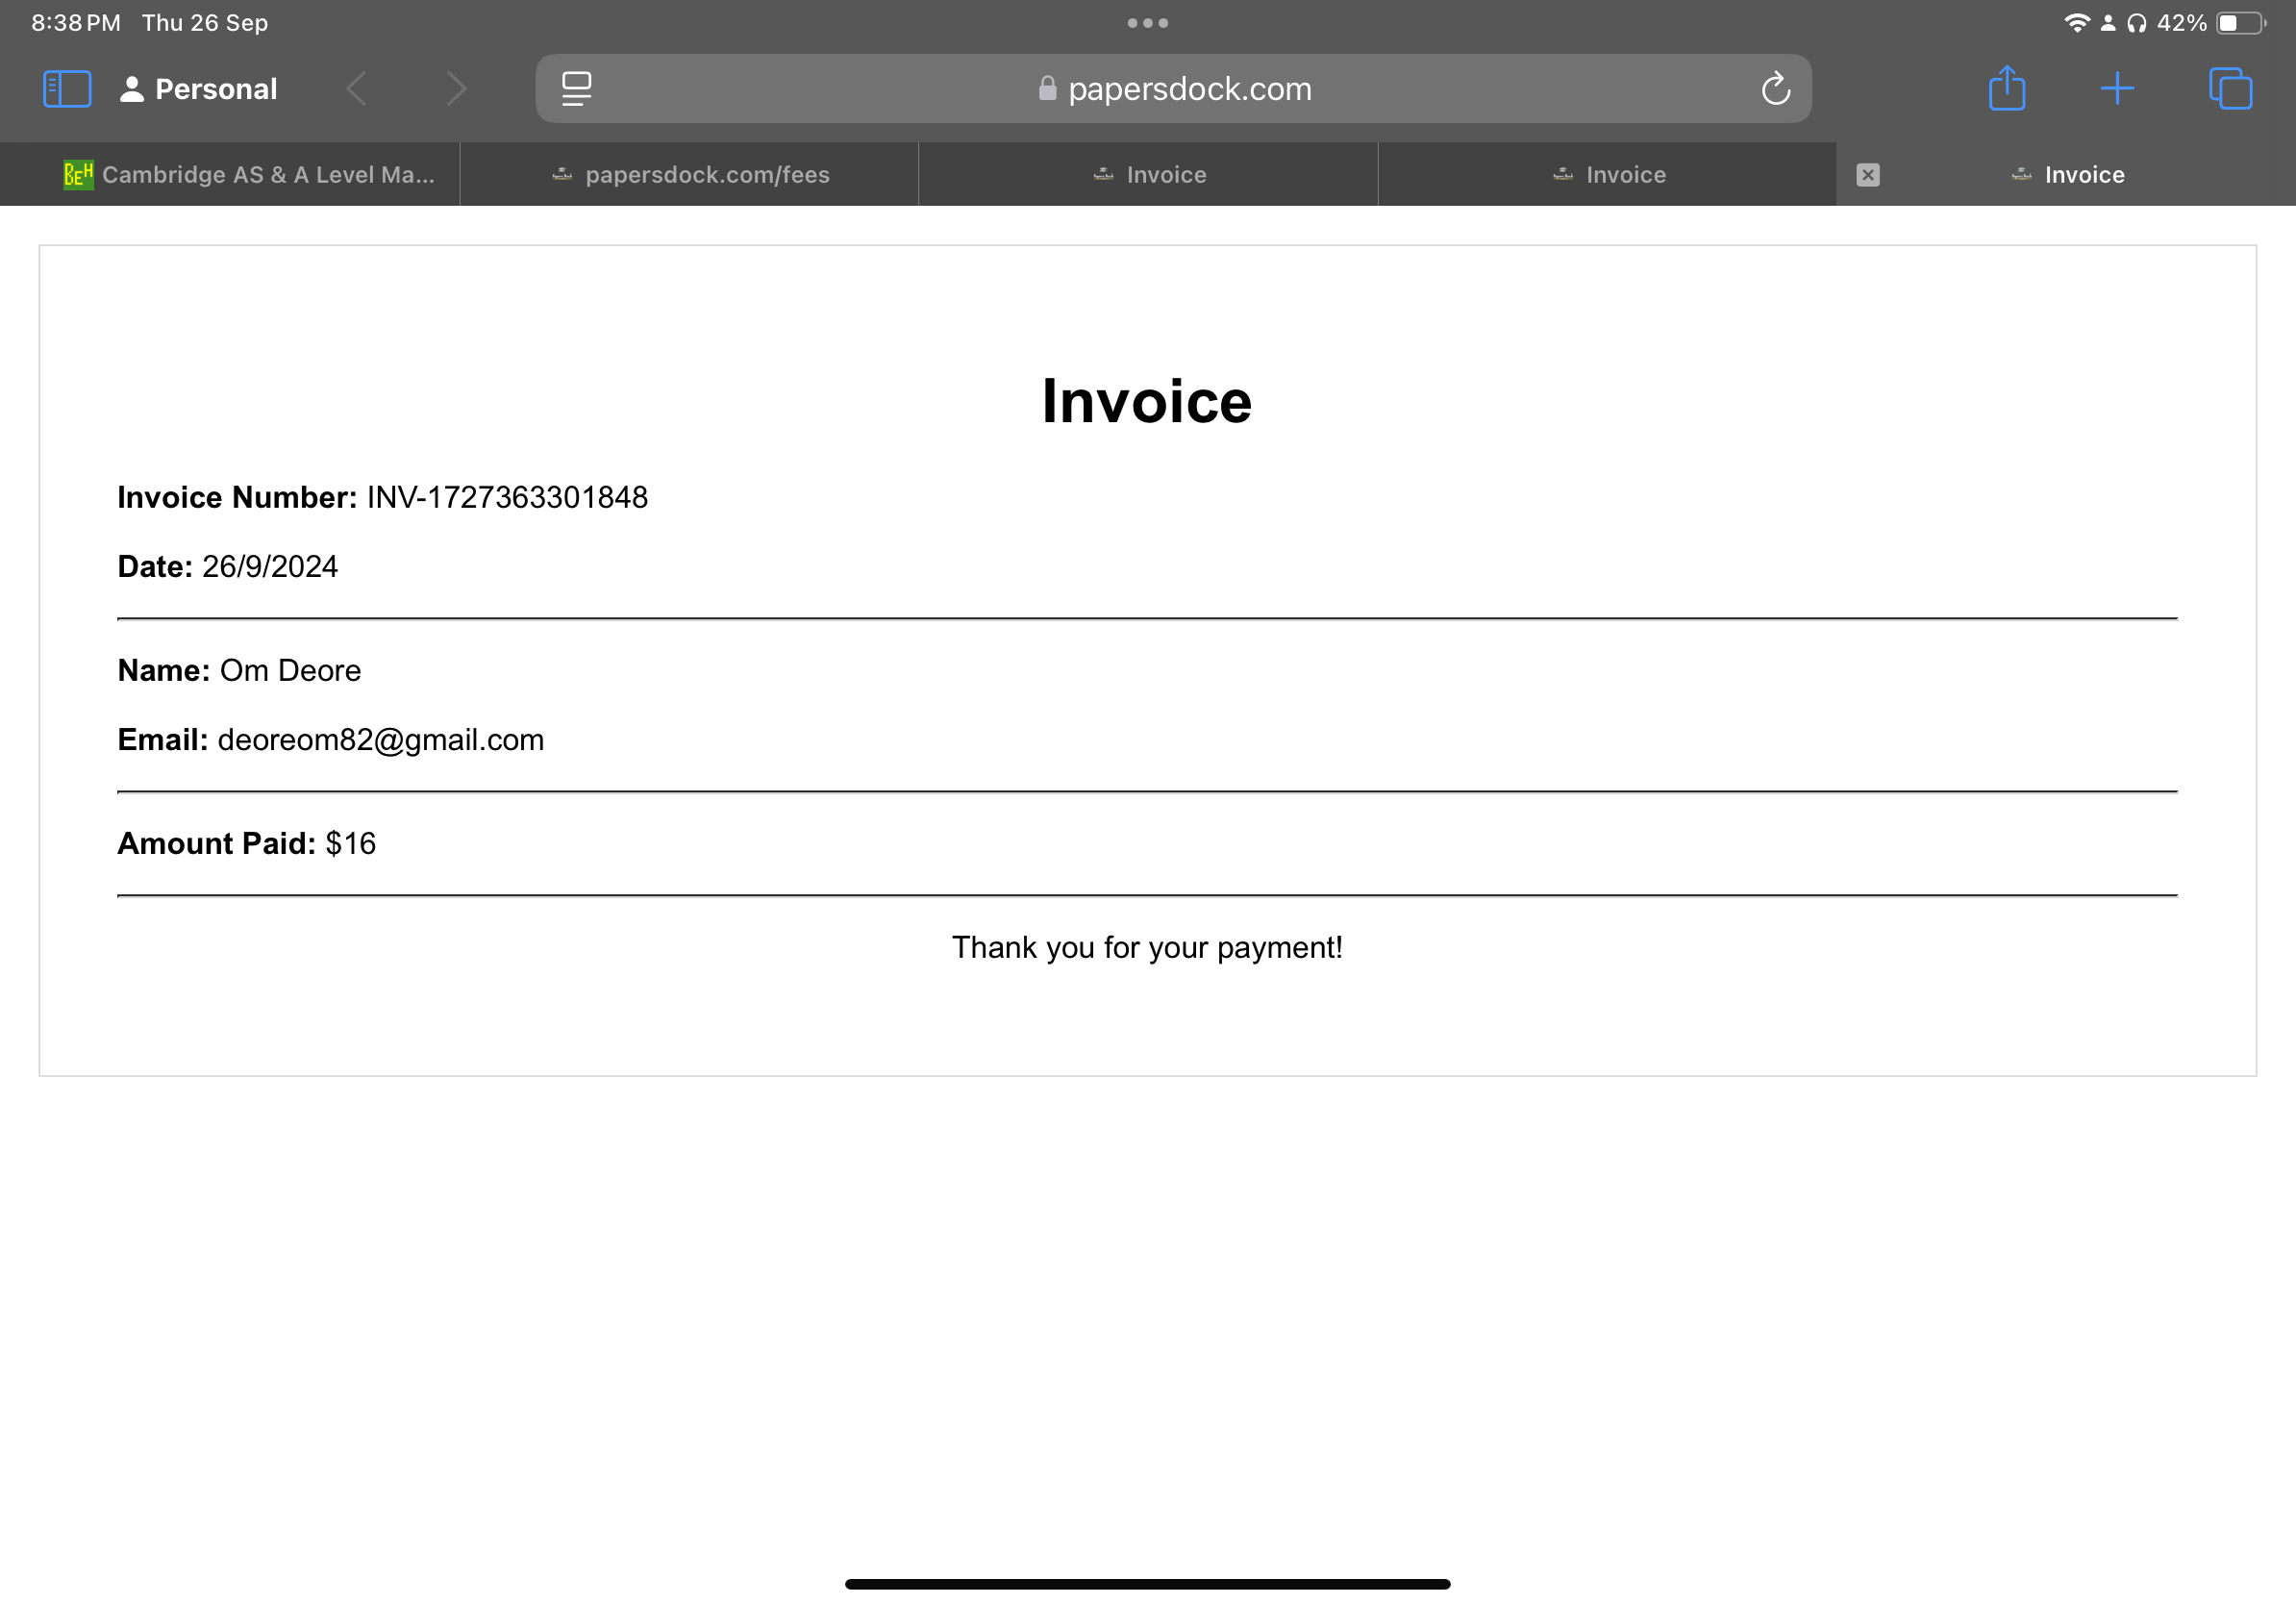 8:38 PM Thu 26 Sep
42%
Personal
papersdock.com
BEH Cambridge AS & A Level Ma...
papersdock.com/fees
Invoice
Invoice
Invoice
Invoice
Invoice Number: INV-1727363301848
Date: 26/9/2024
Name: Om Deore
Email: deoreom82@gmail.com
Amount Paid: $16
Thank you for your payment!